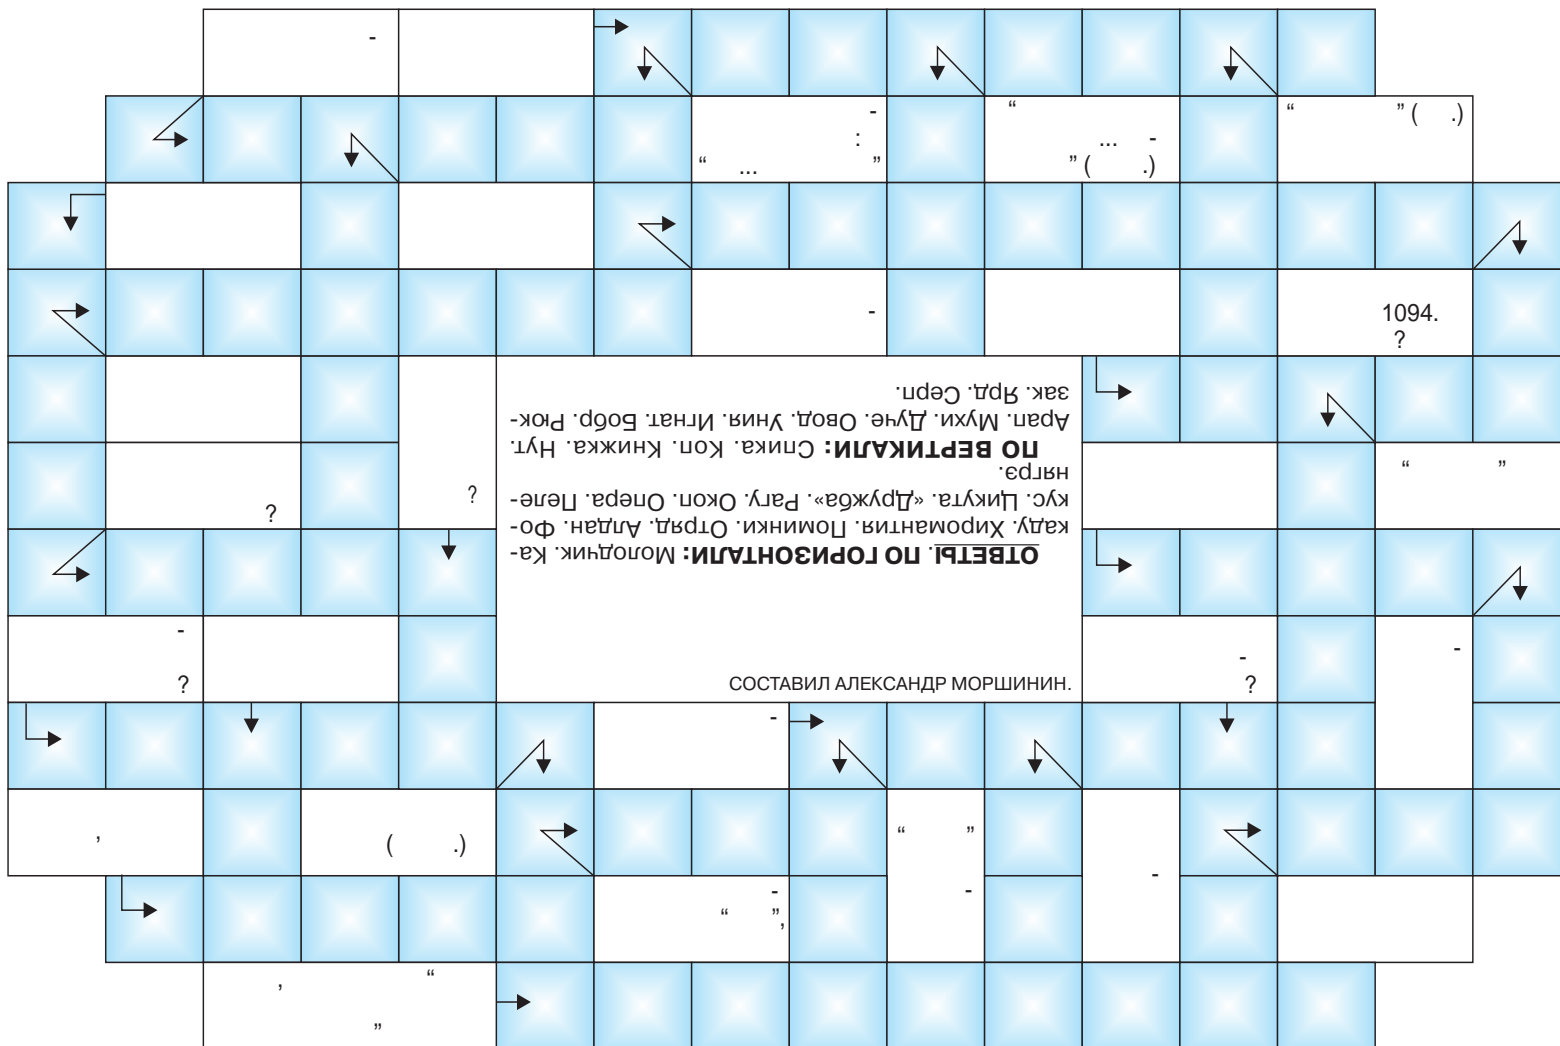 -
-
:
“ ... ”
“
... -
” ( .)
“ ” ( .)
-
1094.
?
?
?
“ ”
ОТВЕТЫ. ПО ГОРИЗОНТАЛИ: Молодчик. Ка-
каду. Хиромантия. Поминки. Отряд. Алдан. Фо-
кус. Цикута. «Дружба». Рагу. Окоп. Опера. Пеле-
нягрэ.
ПО ВЕРТИКАЛИ: Спика. Коп. Книжка. Нут.
Арап. Мухи. Дуче. Овод. Уния. Игнат. Бобр. Рюк-
зак. Ярд. Серп.
СОСТАВИЛ АЛЕКСАНДР МОРШИНИН.
-
?
-
?
-
-
,
( .)
“ ”
-
-
-
“ ”,
, “
”